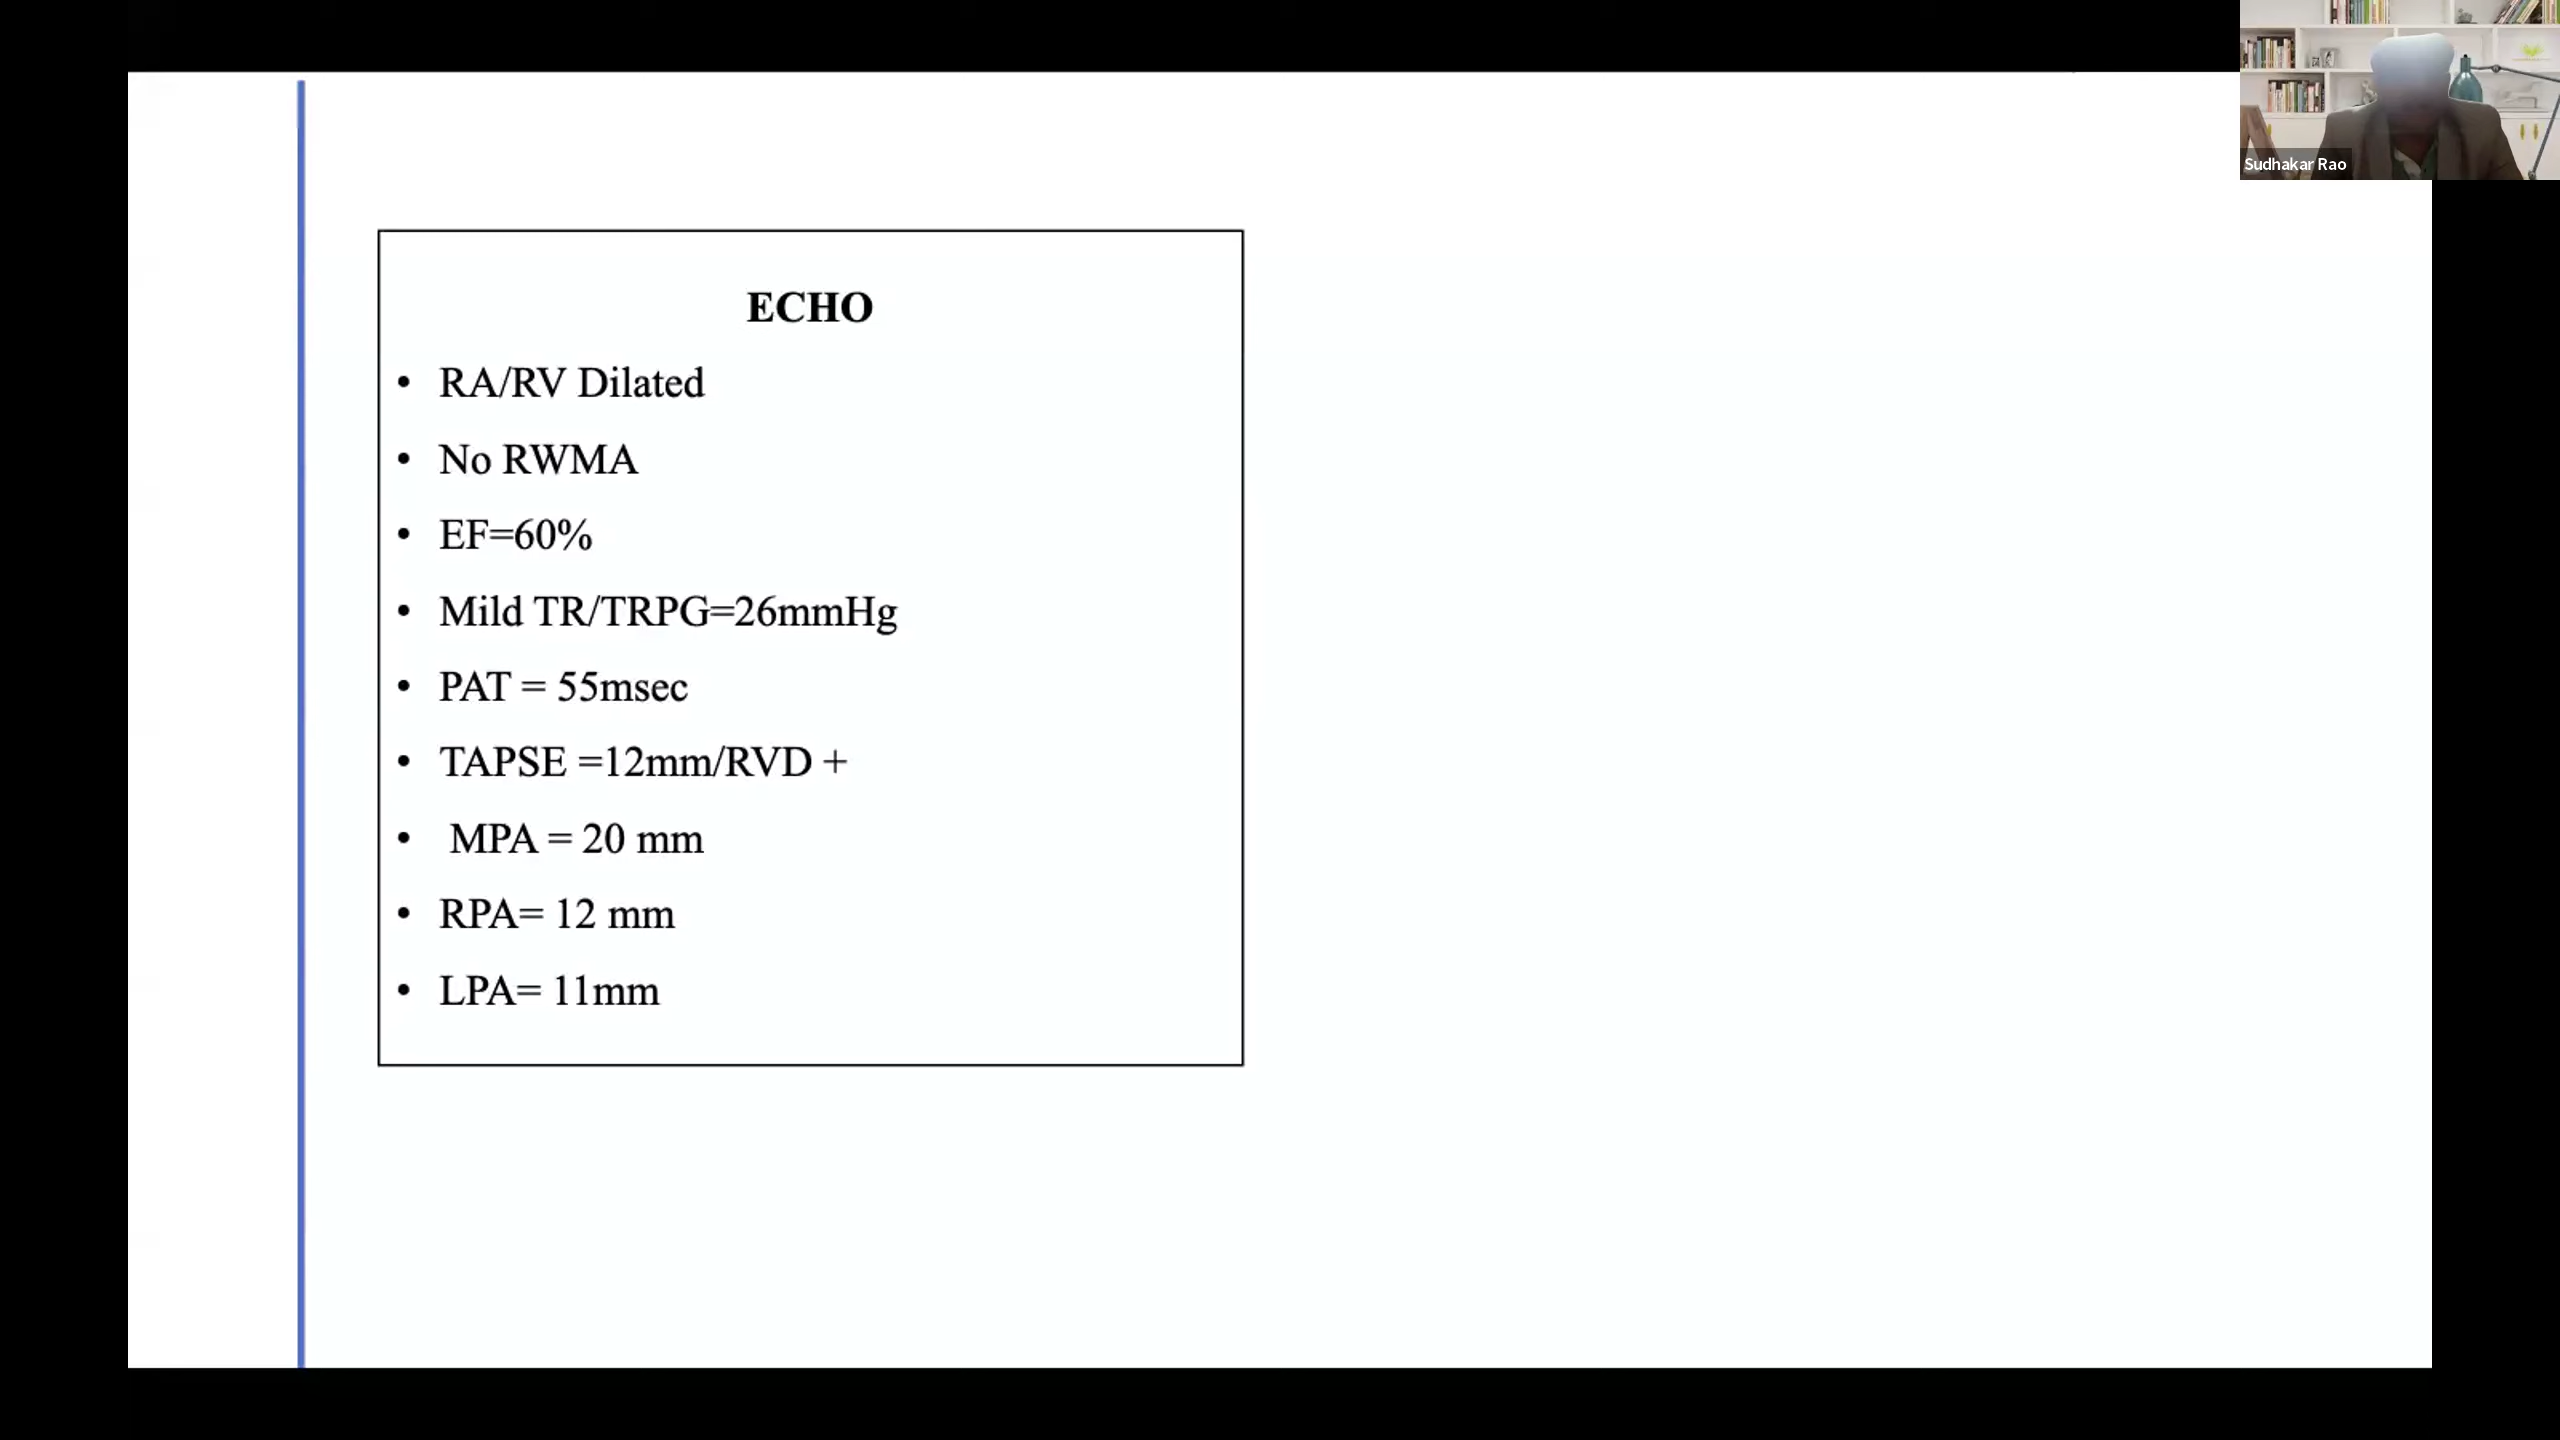 Sudhakar Rao
ECHO
• RA/RV Dilated
• No RWMA
• EF=60%
• Mild TR/TRPG=26mmHg
• PAT = 55msec
• TAPSE =12mm/RVD +
• MPA = 20 mm
• RPA= 12 mm
• LPA= 11mm